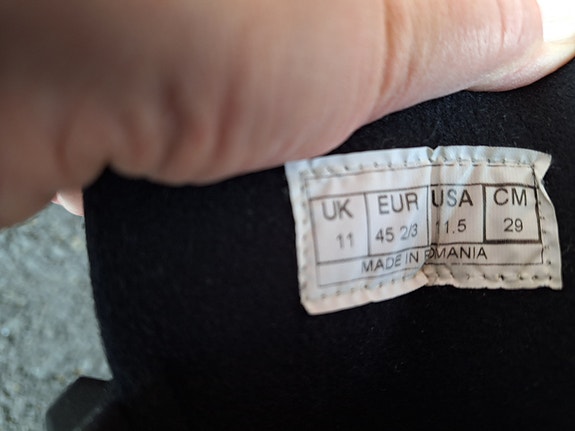 UK EUR USA CM
11 45 2/3 11.5 29
MADE IN ROMANIA